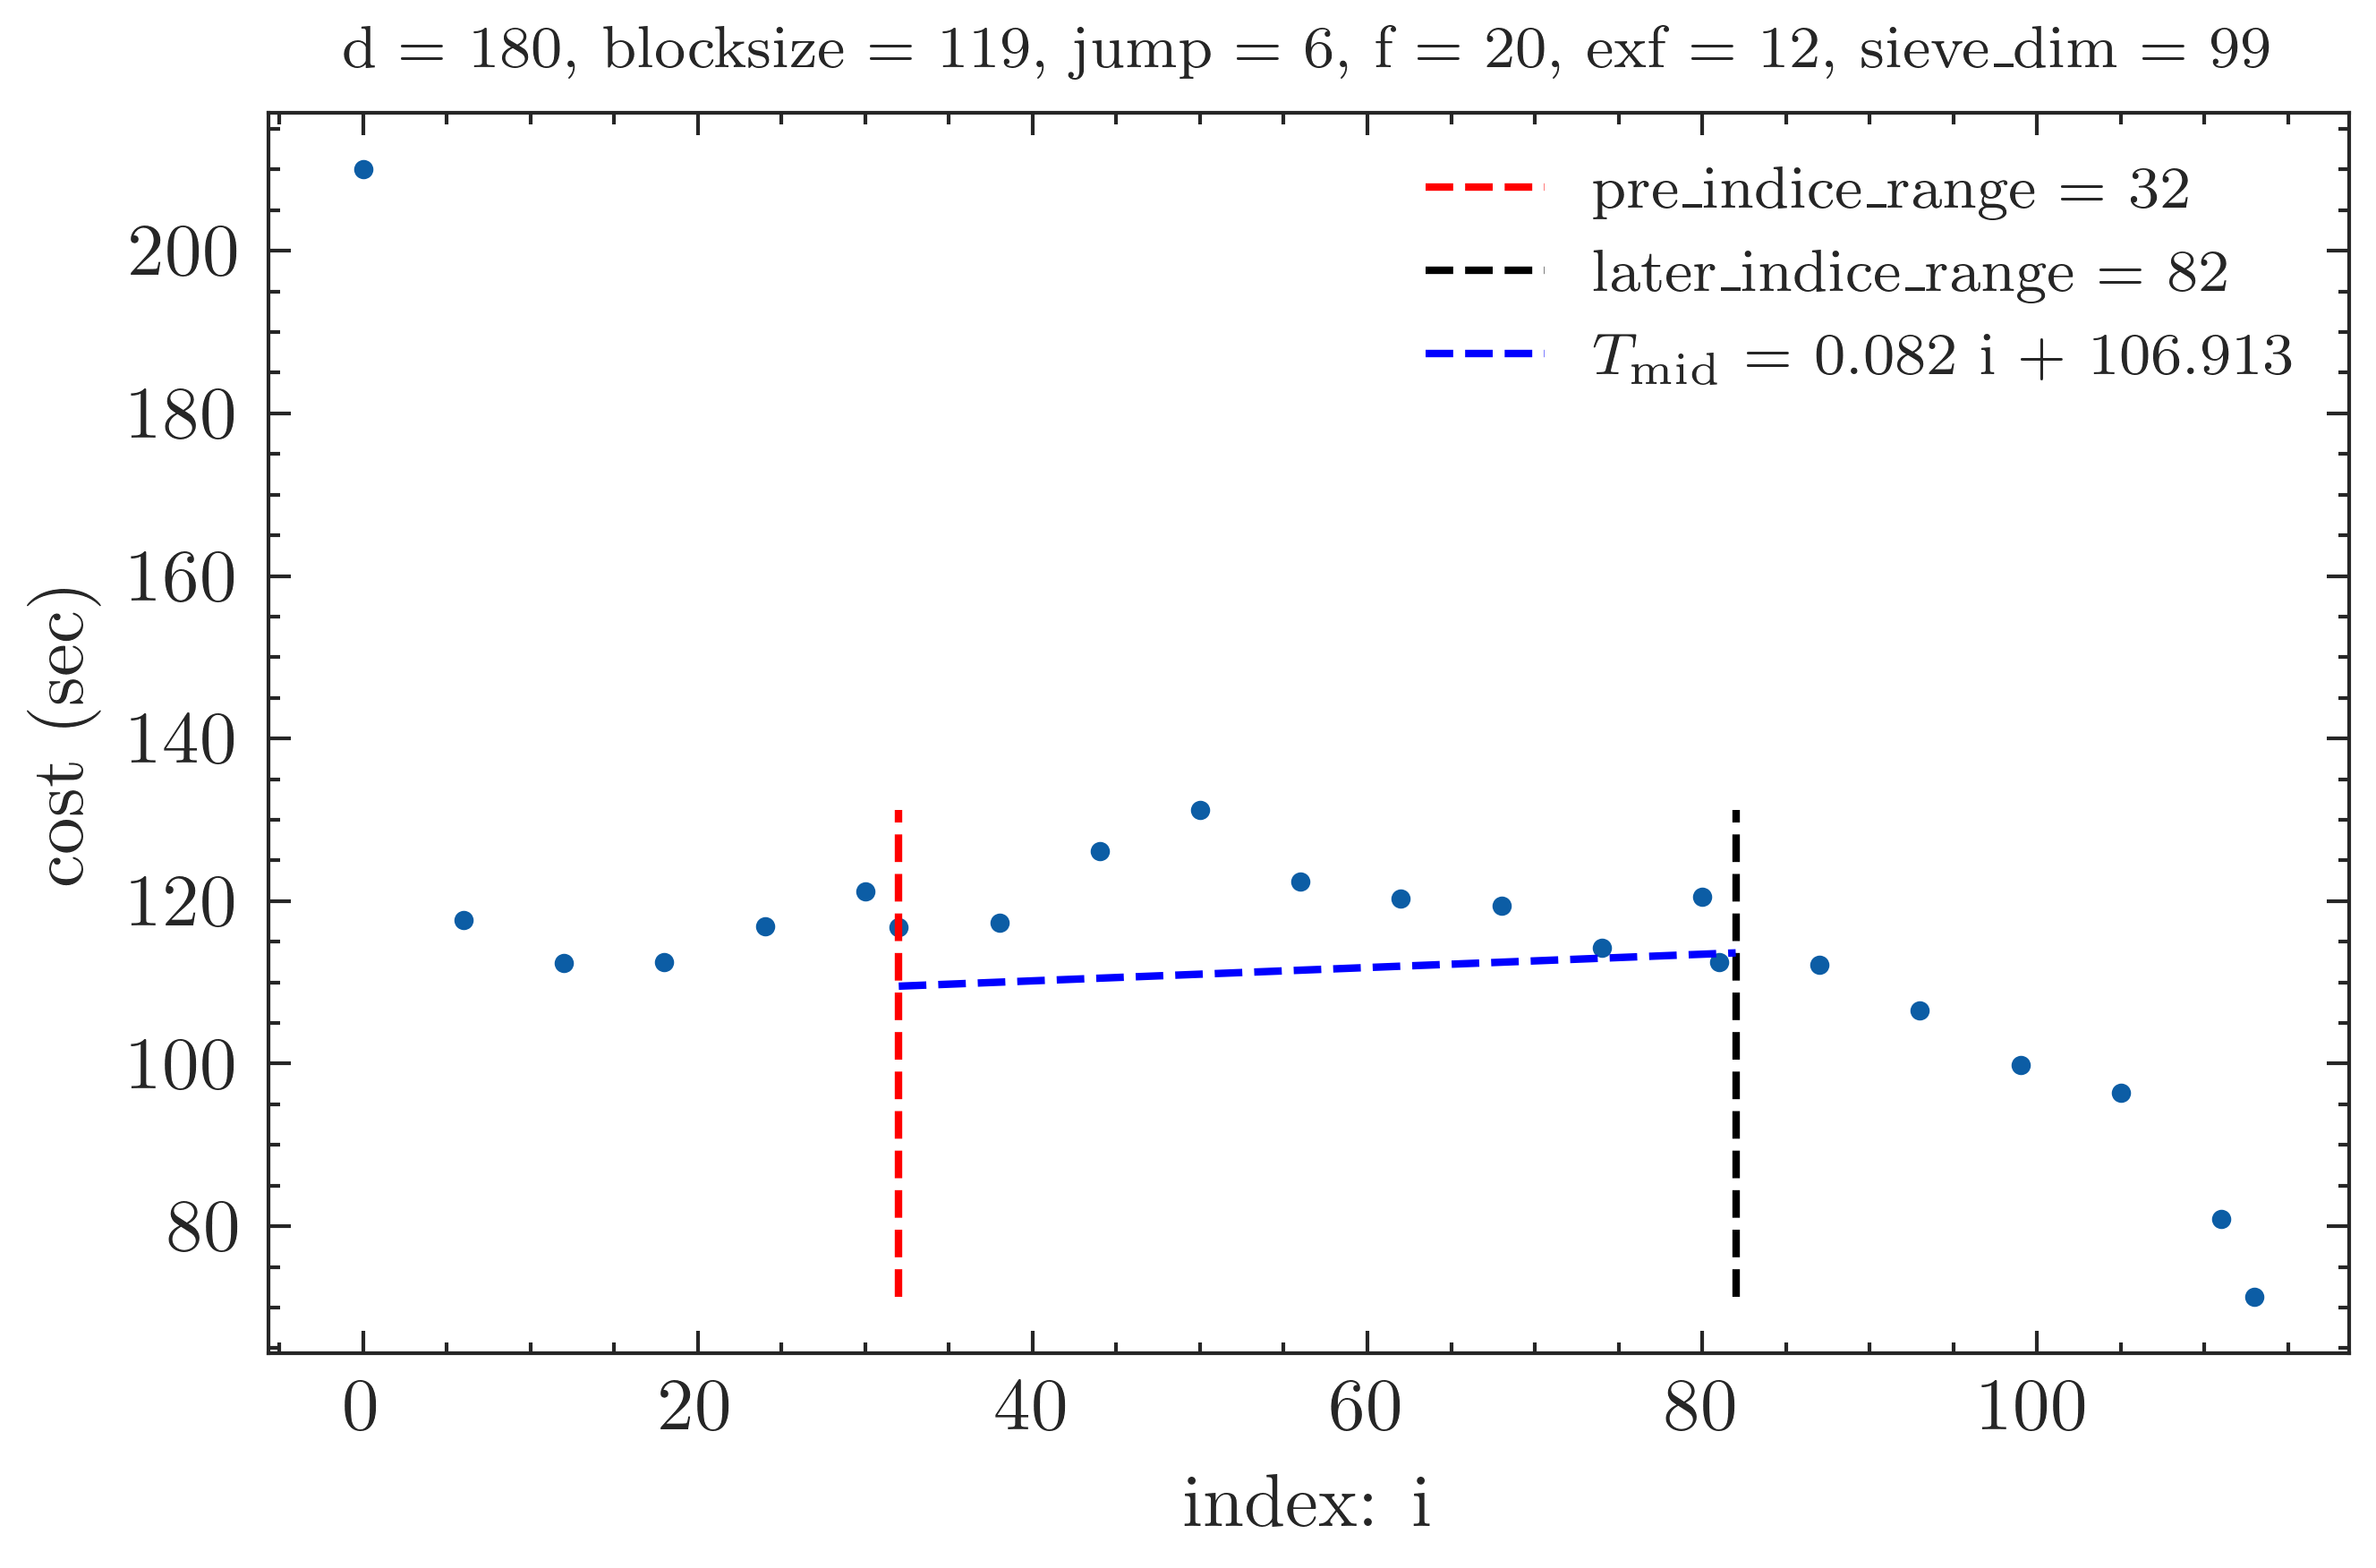 d = 180, blocksize = 119, jump = 6, f = 20, exf = 12, sieve_dim = 99
pre_indice_range = 32
later_indice_range = 82
T_mid = 0.082 i + 106.913
cost (sec)
200
180
160
140
120
100
80
0 20 40 60 80 100
index: i